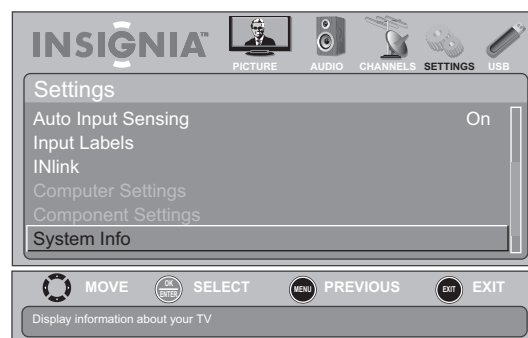 INSIGNIA™
PICTURE AUDIO CHANNELS SETTINGS USB
Settings
Auto Input Sensing On
Input Labels
INlink
Computer Settings
Component Settings
System Info
MOVE OK ENTER SELECT MENU PREVIOUS EXIT EXIT
Display information about your TV